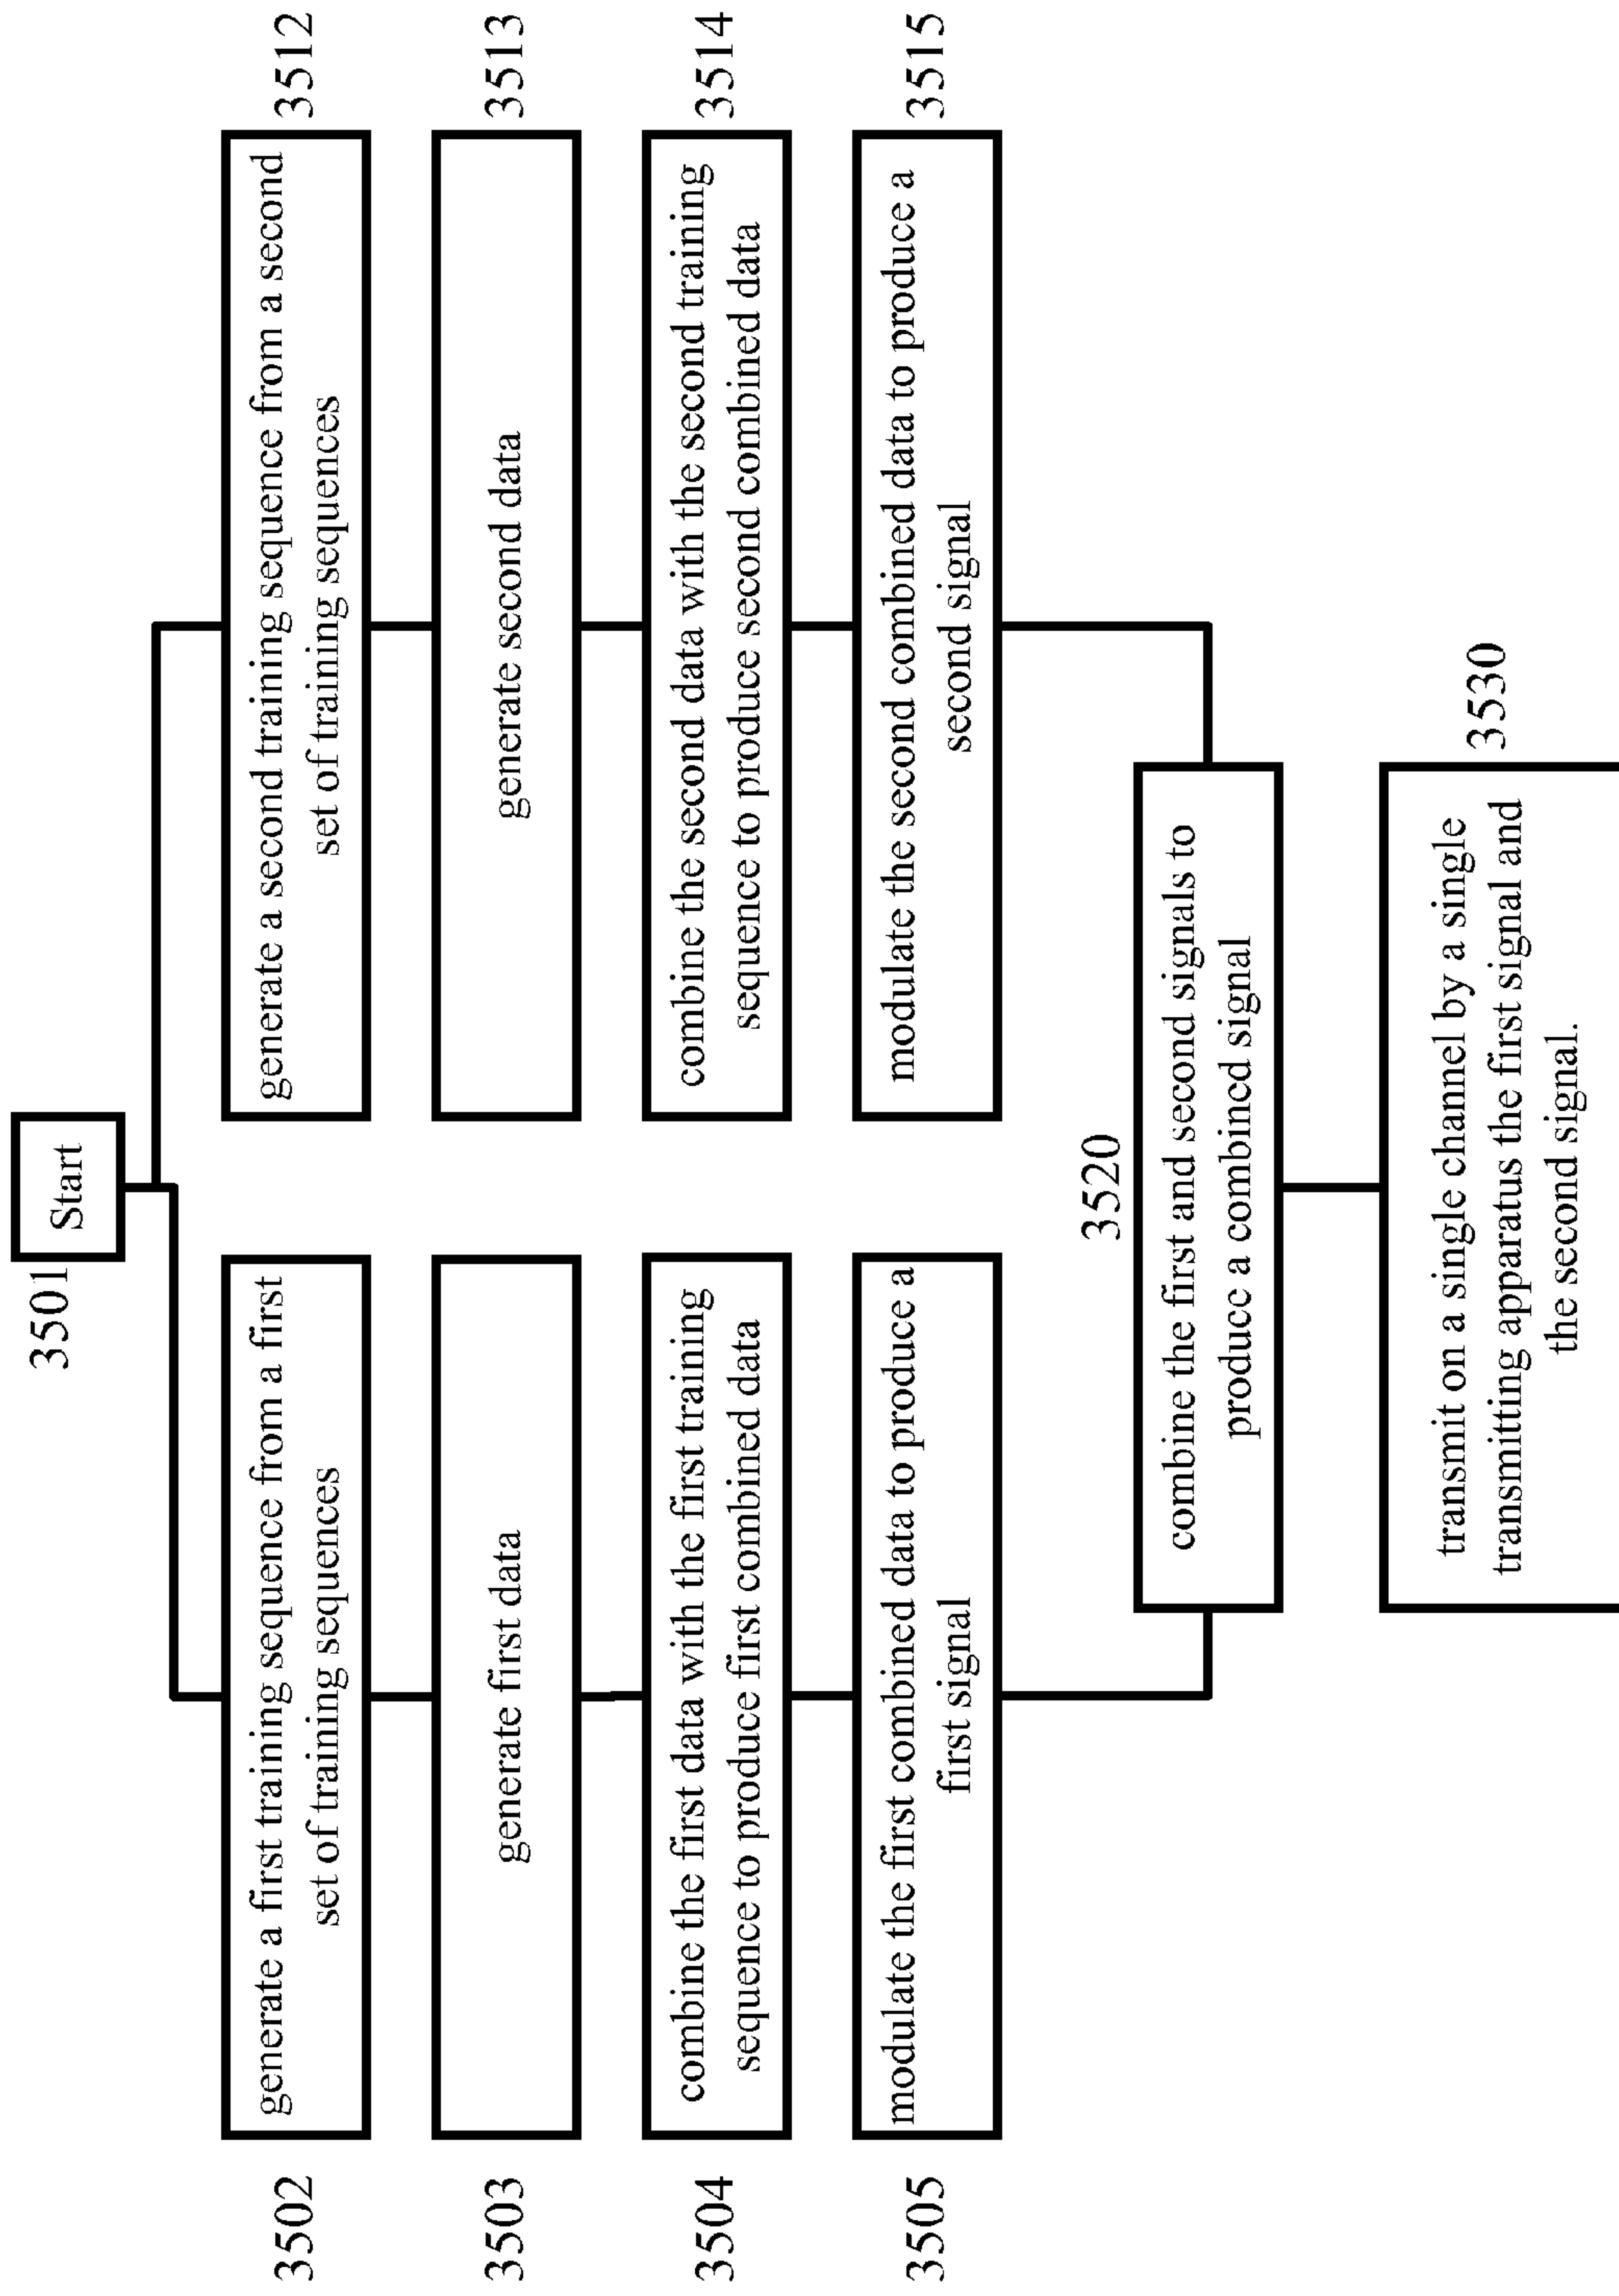 3501
Start
3502
generate a first training sequence from a first
set of training sequences
3503
generate first data
3504
combine the first data with the first training
sequence to produce first combined data
3505
modulate the first combined data to produce a
first signal
3512
generate a second training sequence from a second
set of training sequences
3513
generate second data
3514
combine the second data with the second training
sequence to produce second combined data
3515
modulate the second combined data to produce a
second signal
3520
combine the first and second signals to
produce a combined signal
3530
transmit on a single channel by a single
transmitting apparatus the first signal and
the second signal.